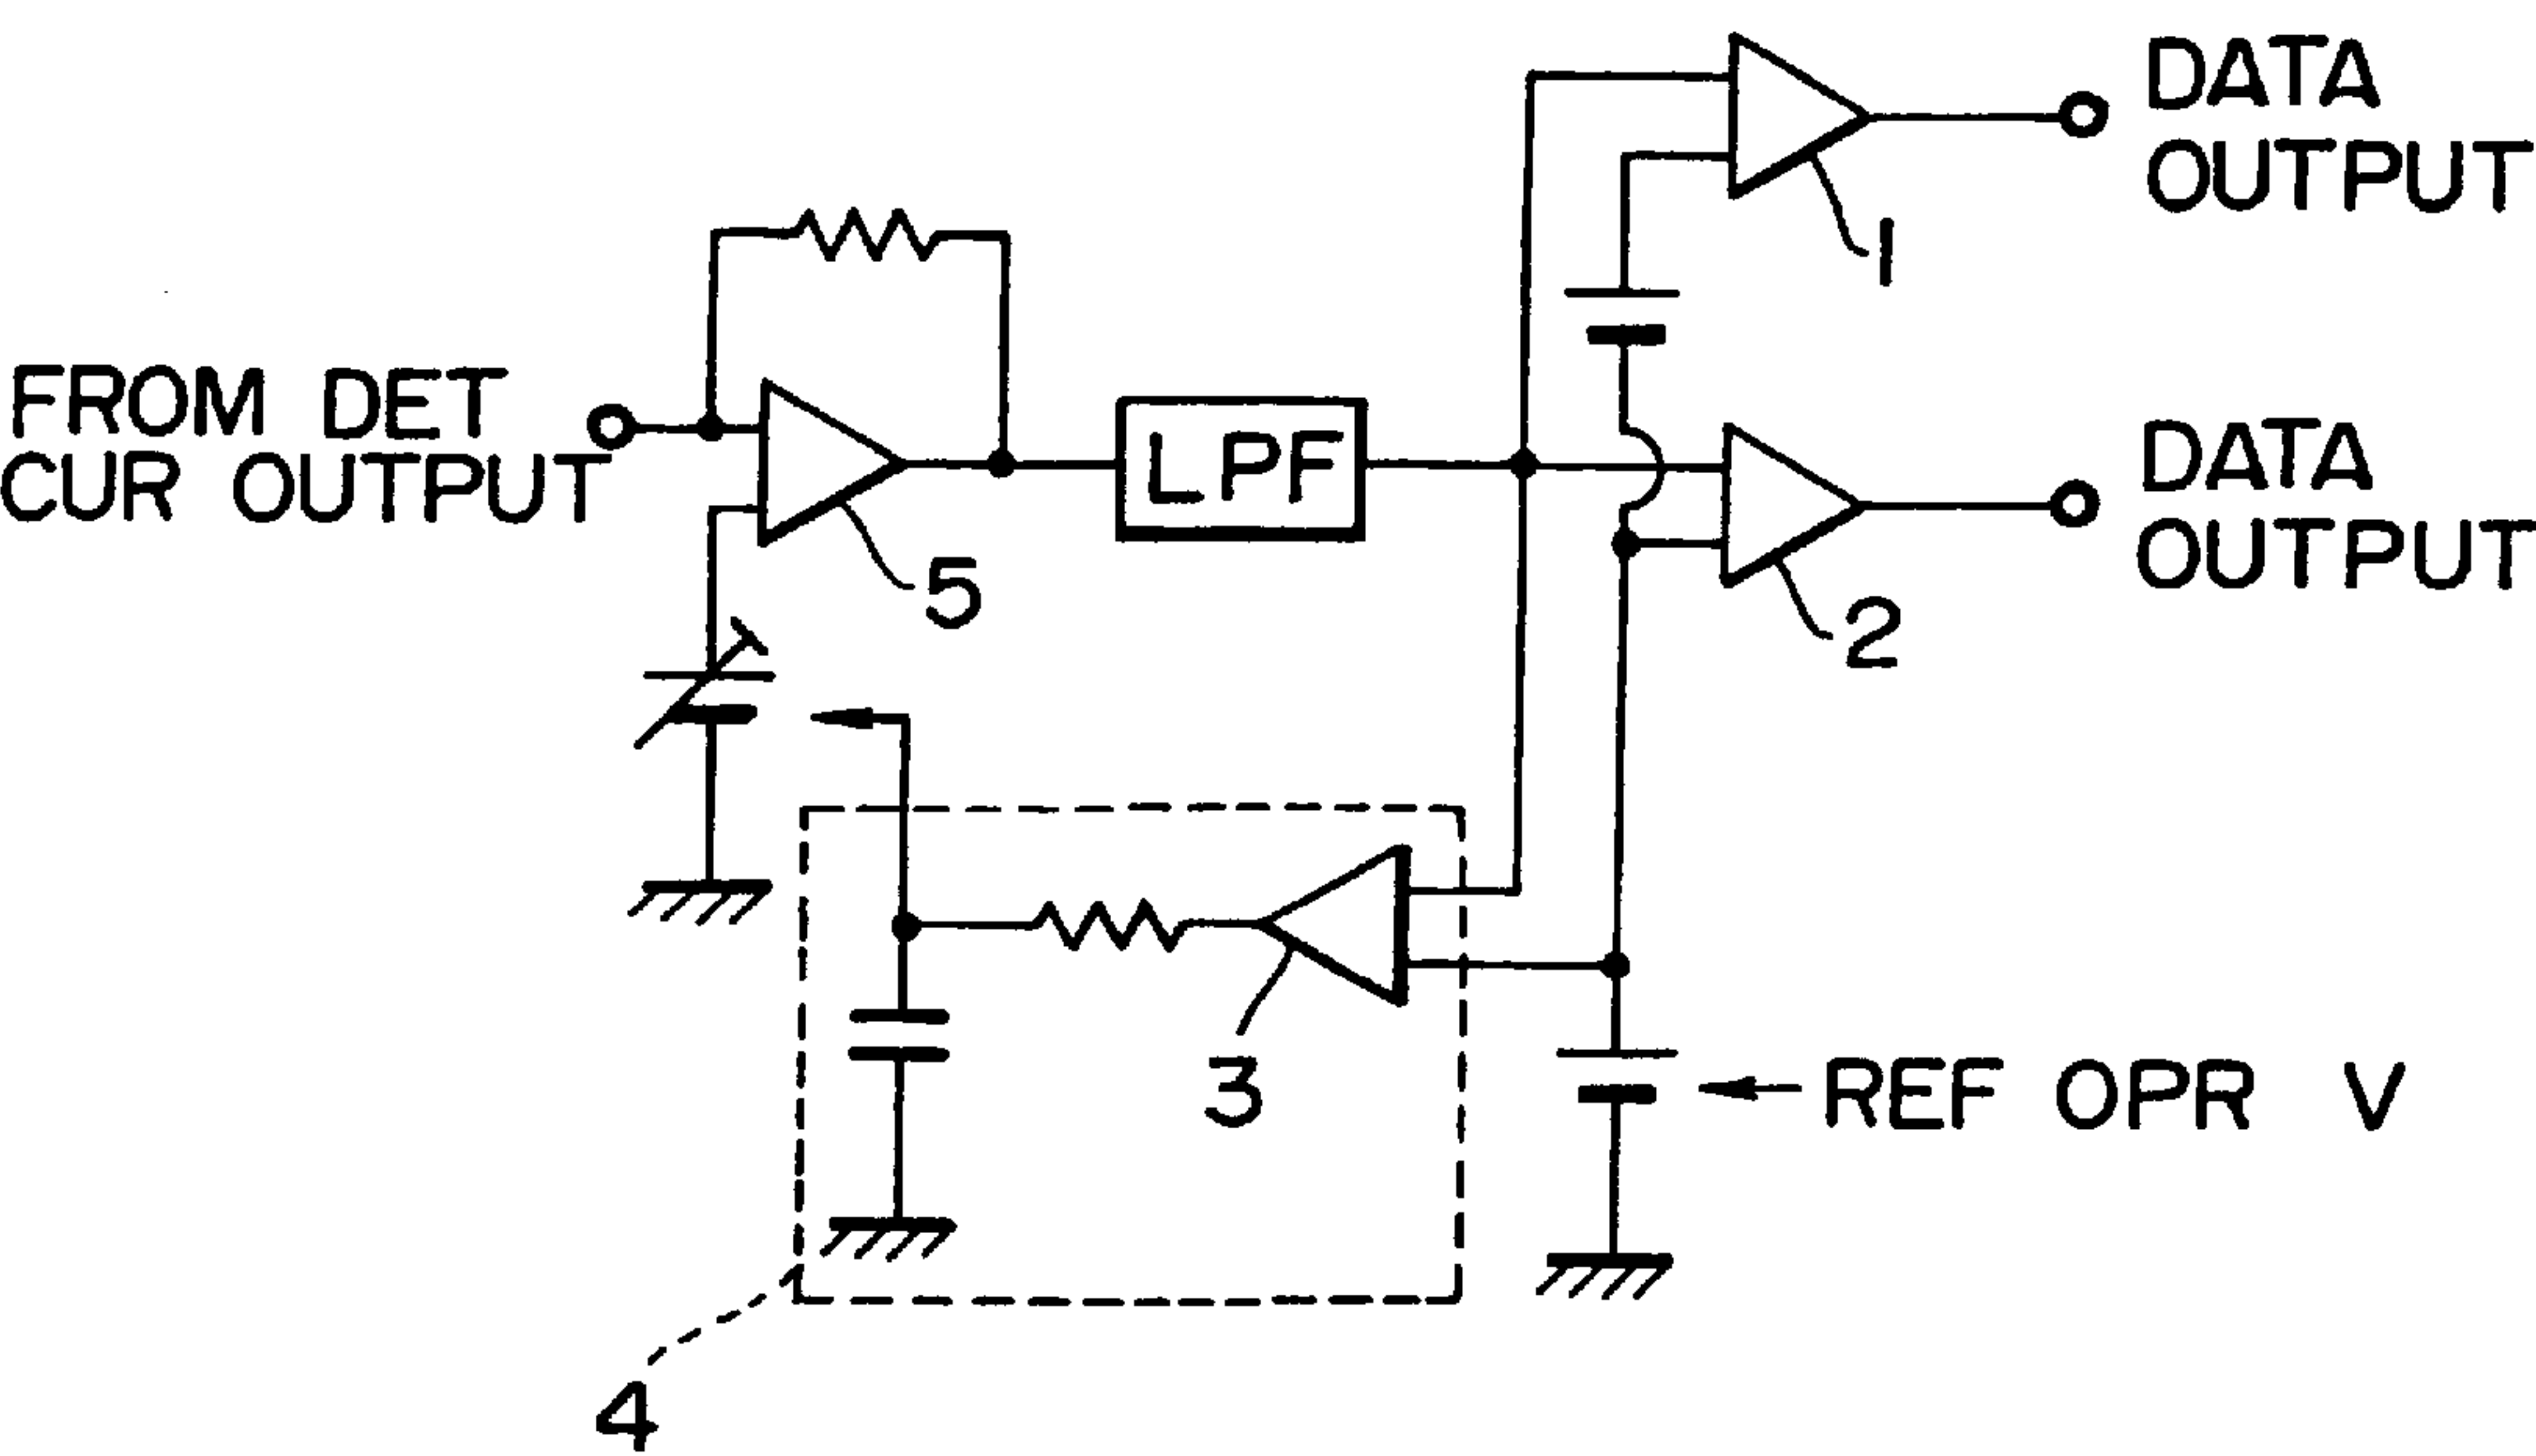 DATA
OUTPUT
1
FROM DET
CUR OUTPUT
LPF
DATA
OUTPUT
5
2
3
REF OPR V
4